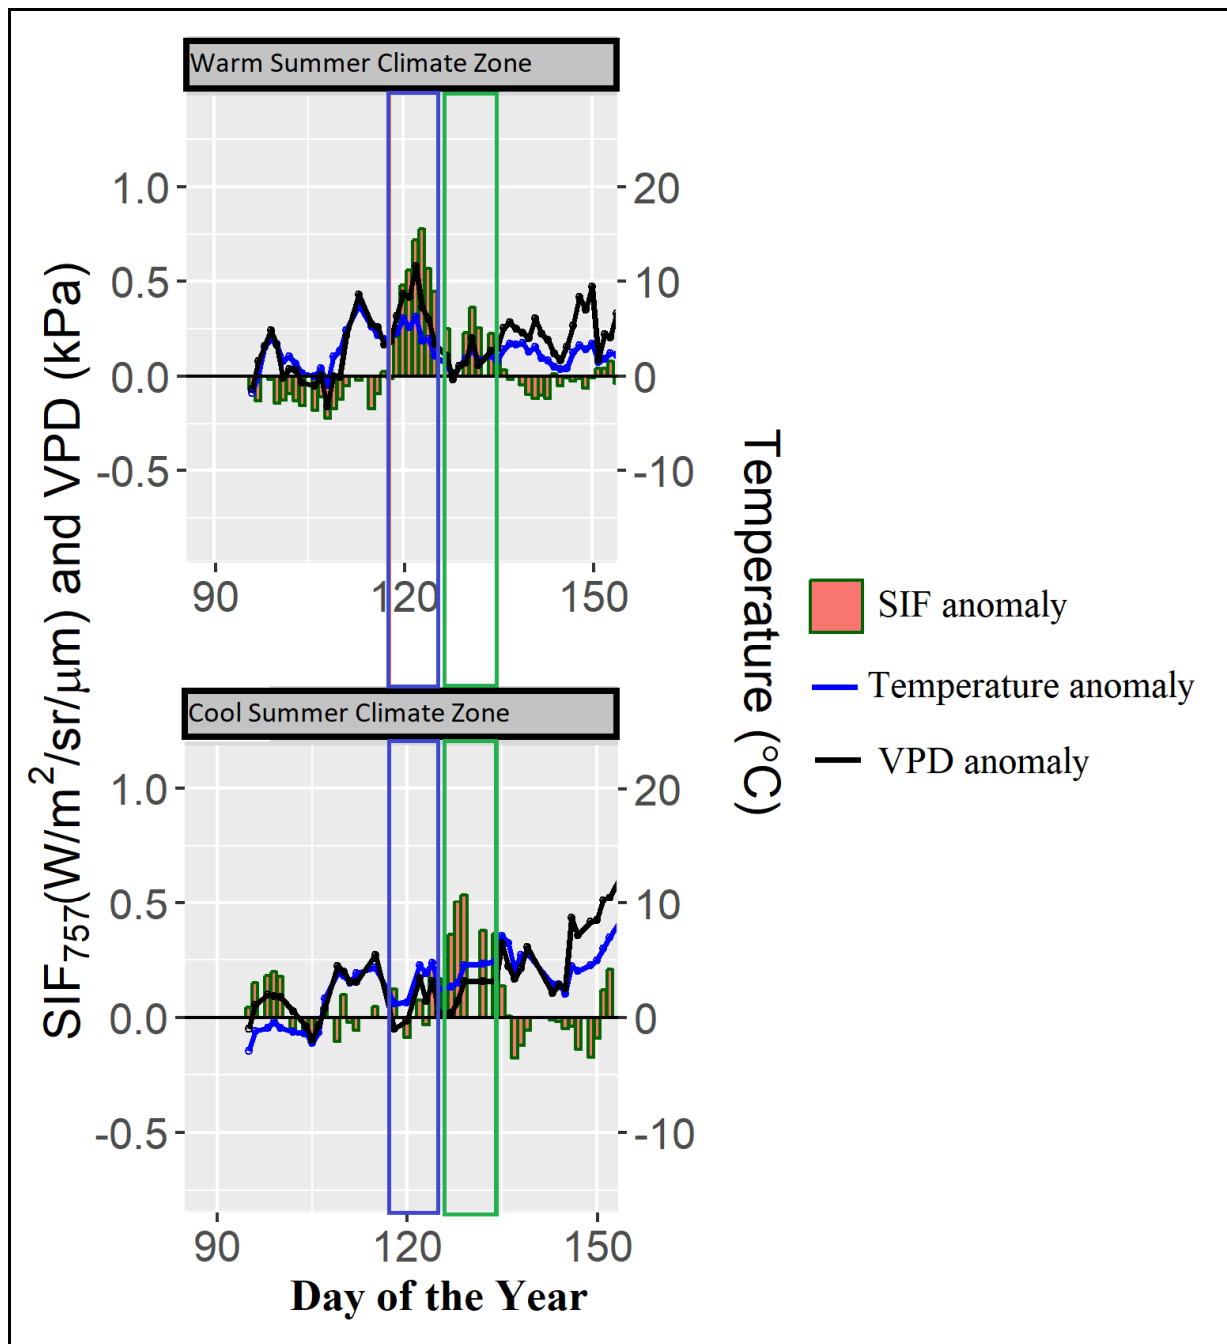 Warm Summer Climate Zone
1.0
0.5
0.0
-0.5
20
10
0
-10
90
120
150
SIF757(W/m2/sr/μm) and VPD (kPa)
Temperature (°C)
SIF anomaly
Temperature anomaly
VPD anomaly
Cool Summer Climate Zone
1.0
0.5
0.0
-0.5
20
10
0
-10
90
120
150
Day of the Year